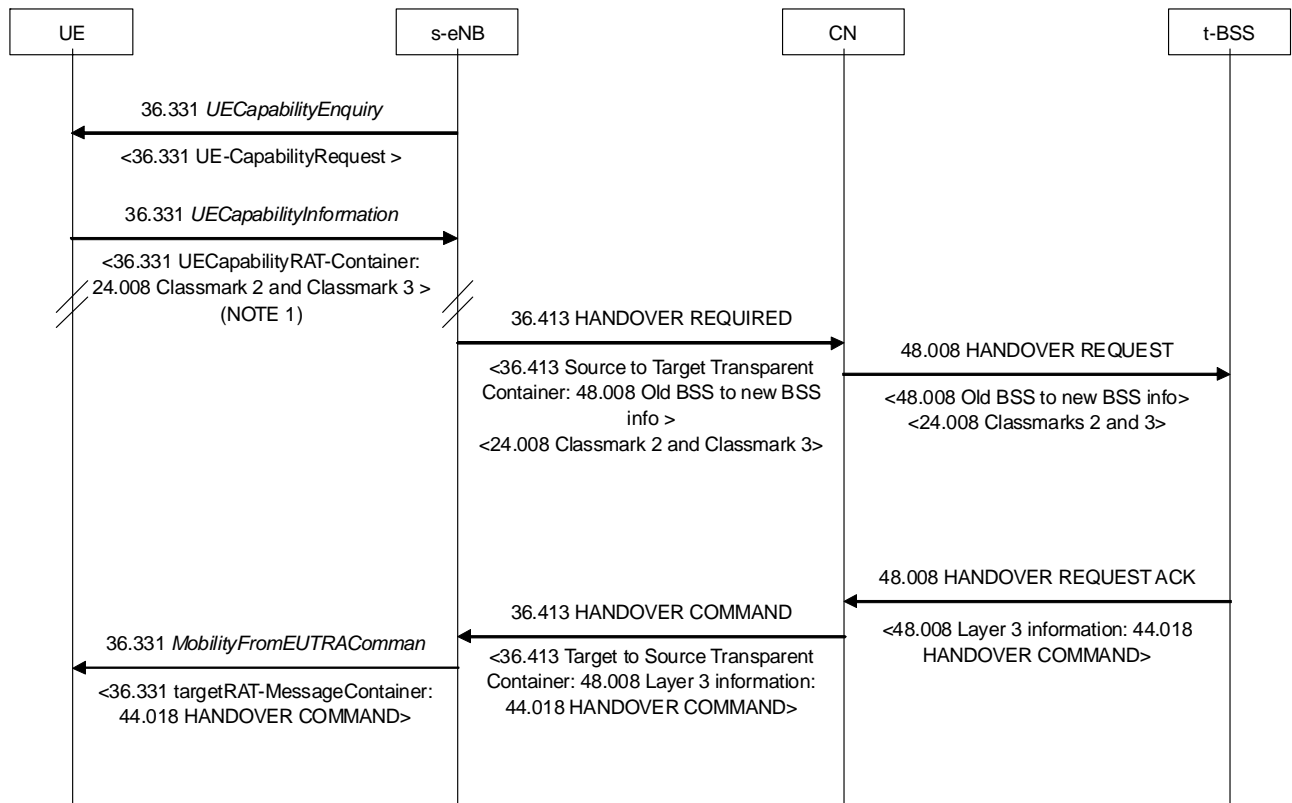 UE
s-eNB
CN
t-BSS
36.331 UECapabilityEnquiry
<36.331 UE-CapabilityRequest >
36.331 UECapabilityInformation
<36.331 UECapabilityRAT-Container:
24.008 Classmark 2 and Classmark 3 >
(NOTE 1)
36.413 HANDOVER REQUIRED
<36.413 Source to Target Transparent
Container: 48.008 Old BSS to new BSS
info >
<24.008 Classmark 2 and Classmark 3>
48.008 HANDOVER REQUEST
<48.008 Old BSS to new BSS info>
<24.008 Classmarks 2 and 3>
48.008 HANDOVER REQUEST ACK
<48.008 Layer 3 information: 44.018
HANDOVER COMMAND>
36.413 HANDOVER COMMAND
<36.413 Target to Source Transparent
Container: 48.008 Layer 3 information:
44.018 HANDOVER COMMAND>
36.331 MobilityFromEUTRAComman
<36.331 targetRAT-MessageContainer:
44.018 HANDOVER COMMAND>